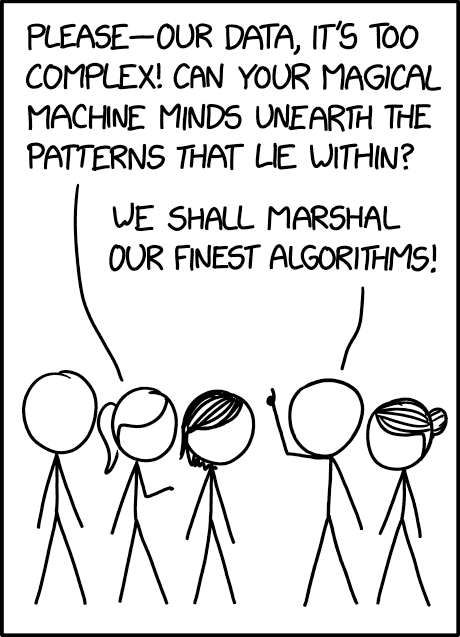 PLEASE—OUR DATA, IT'S TOO
COMPLEX! CAN YOUR MAGICAL
MACHINE MINDS UNEARTH THE
PATTERNS THAT LIE WITHIN?
WE SHALL MARSHAL
OUR FINEST ALGORITHMS!